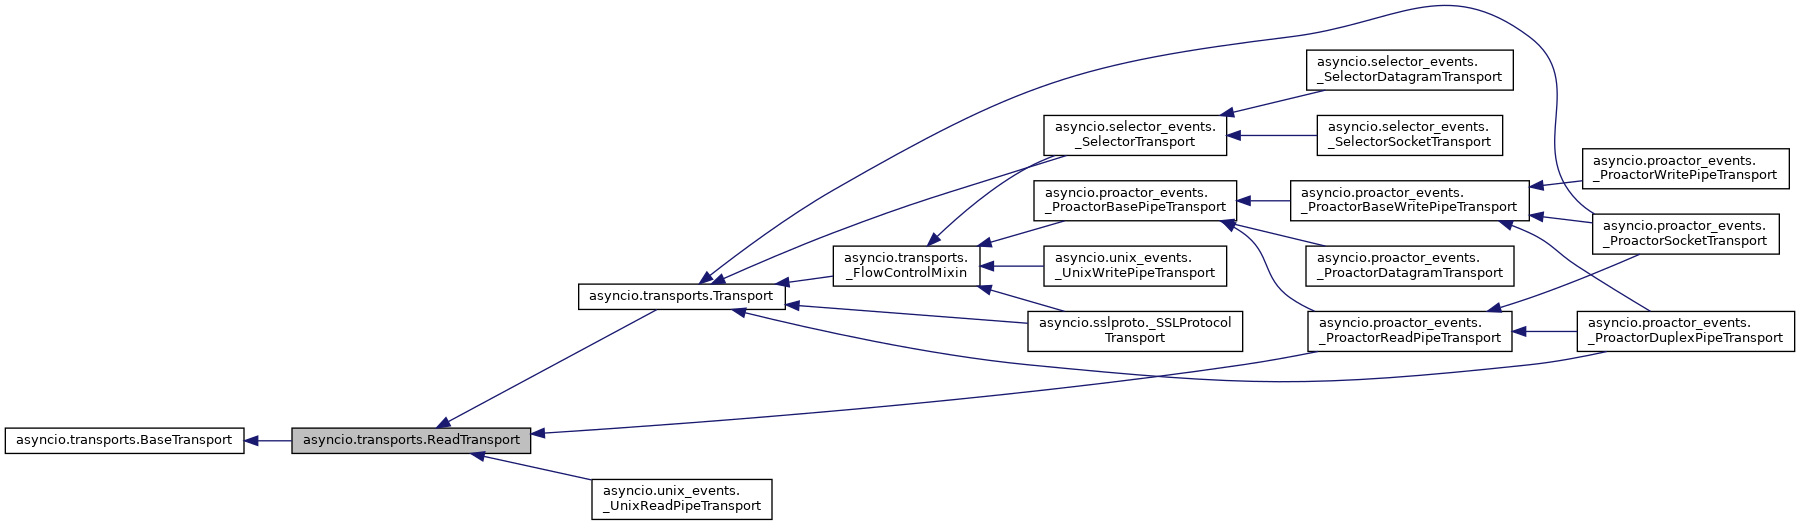 asyncio.selector_events.
_SelectorDatagramTransport
asyncio.selector_events.
_SelectorTransport
asyncio.selector_events.
_SelectorSocketTransport
asyncio.proactor_events.
_ProactorWritePipeTransport
asyncio.proactor_events.
_ProactorBasePipeTransport
asyncio.proactor_events.
_ProactorBaseWritePipeTransport
asyncio.proactor_events.
_ProactorSocketTransport
asyncio.transports.
_FlowControlMixin
asyncio.unix_events.
_UnixWritePipeTransport
asyncio.proactor_events.
_ProactorDatagramTransport
asyncio.transports.Transport
asyncio.sslproto._SSLProtocol
Transport
asyncio.proactor_events.
_ProactorReadPipeTransport
asyncio.proactor_events.
_ProactorDuplexPipeTransport
asyncio.transports.BaseTransport
asyncio.transports.ReadTransport
asyncio.unix_events.
_UnixReadPipeTransport